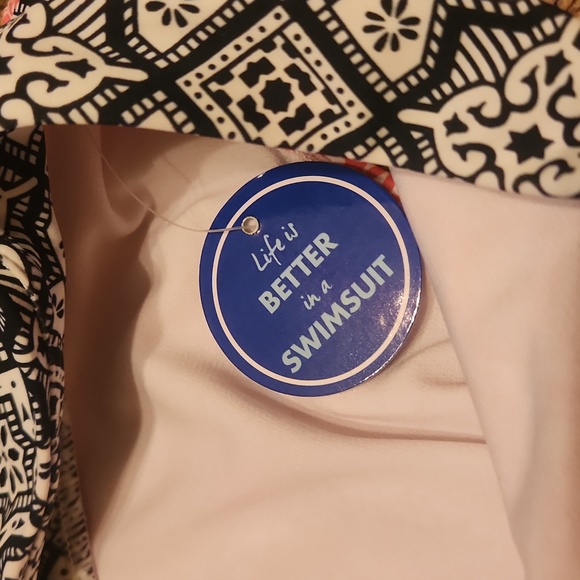 Life is
BETTER
in a
SWIMSUIT